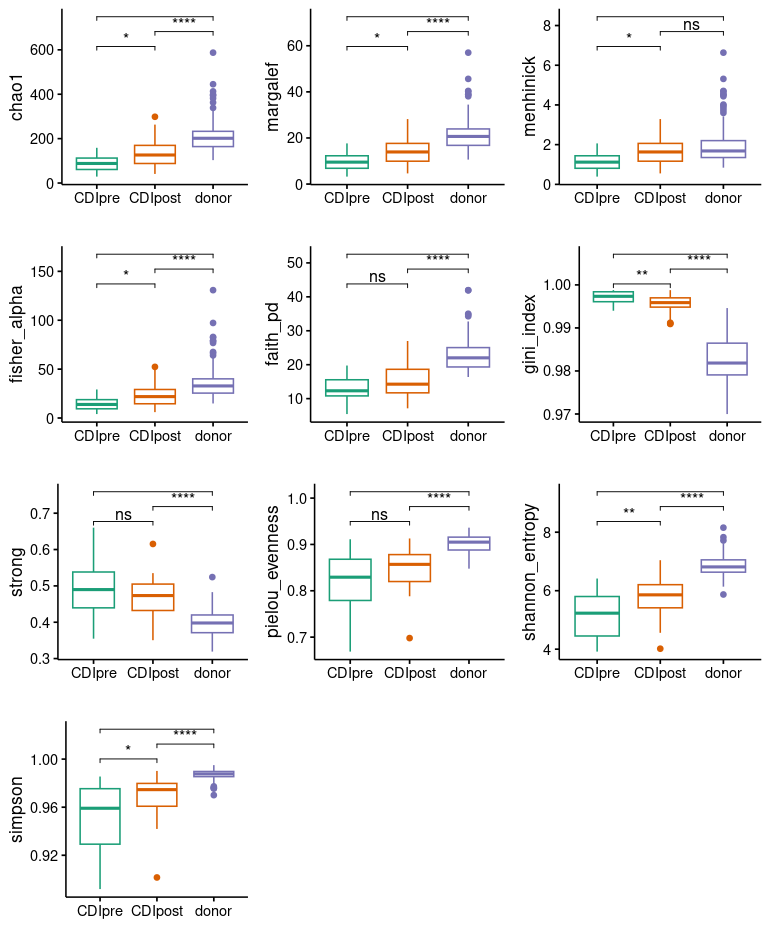 chao1
600
400
200
0
*
****
CDIpre CDIpost donor
margalef
60
40
20
0
*
****
CDIpre CDIpost donor
menhinick
8
6
4
2
0
*
ns
CDIpre CDIpost donor
fisher_alpha
150
100
50
0
*
****
CDIpre CDIpost donor
faith_pd
50
40
30
20
10
ns
****
CDIpre CDIpost donor
gini_index
1.00
0.99
0.98
0.97
**
****
CDIpre CDIpost donor
strong
0.7
0.6
0.5
0.4
0.3
ns
****
CDIpre CDIpost donor
pielou_evenness
1.0
0.9
0.8
0.7
ns
****
CDIpre CDIpost donor
shannon_entropy
8
6
4
**
****
CDIpre CDIpost donor
simpson
1.00
0.96
0.92
*
****
CDIpre CDIpost donor